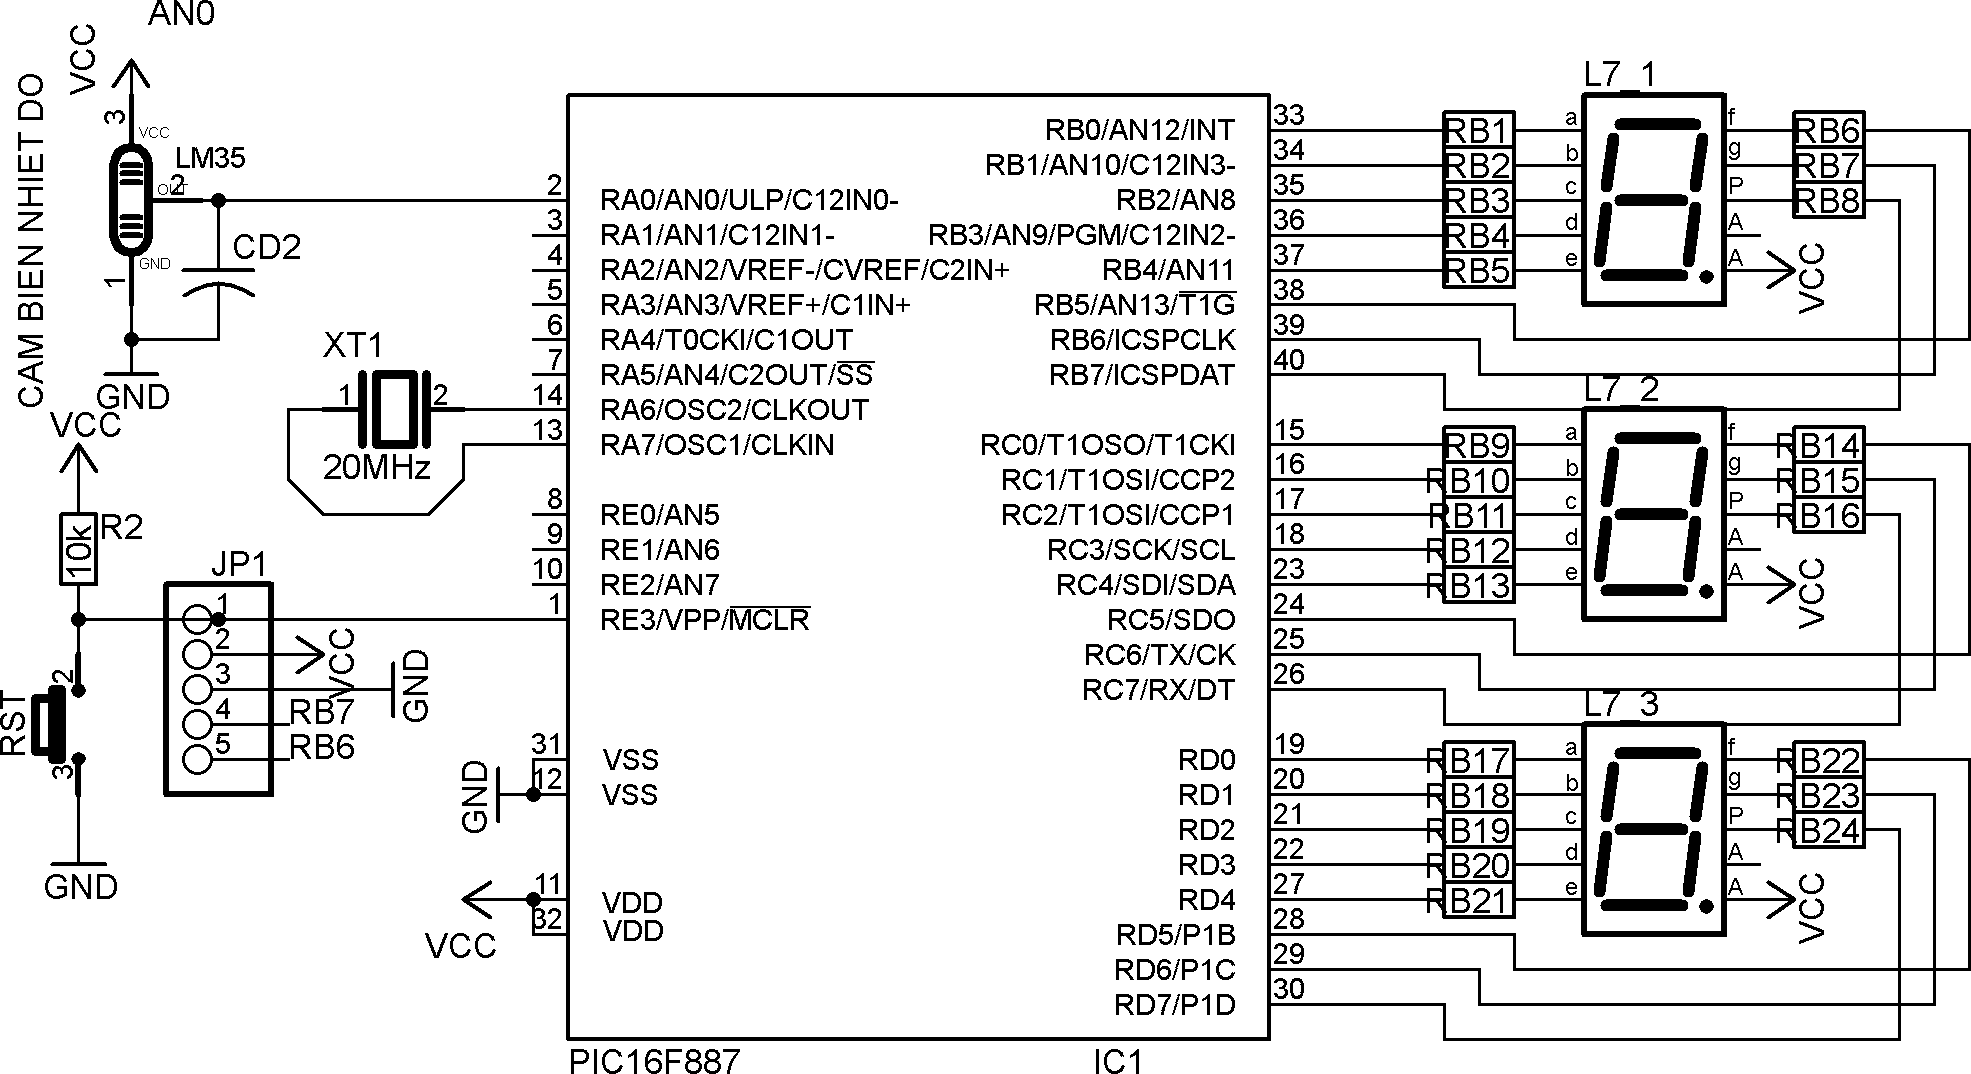 AN0
CAM BIEN NHIET DO
VCC
3
VCC
LM35
OUT
2
GND
1
CD2
GND
XT1
1
2
20MHz
VCC
R2
10k
JP1
1
2
3
4
5
VCC
GND
RB7
RB6
RST
2
3
GND
2 RA0/AN0/ULP/C12IN0-
3 RA1/AN1/C12IN1-
4 RA2/AN2/VREF-/CVREF/C2IN+
5 RA3/AN3/VREF+/C1IN+
6 RA4/T0CKI/C1OUT
7 RA5/AN4/C2OUT/SS
14 RA6/OSC2/CLKOUT
13 RA7/OSC1/CLKIN
8 RE0/AN5
9 RE1/AN6
10 RE2/AN7
1 RE3/VPP/MCLR
GND
31 VSS
12 VSS
VCC
11 VDD
32 VDD
RB0/AN12/INT 33
RB1/AN10/C12IN3- 34
RB2/AN8 35
RB3/AN9/PGM/C12IN2- 36
RB4/AN11 37
RB5/AN13/T1G 38
RB6/ICSPCLK 39
RB7/ICSPDAT 40
RC0/T1OSO/T1CKI 15
RC1/T1OSI/CCP2 16
RC2/T1OSI/CCP1 17
RC3/SCK/SCL 18
RC4/SDI/SDA 23
RC5/SDO 24
RC6/TX/CK 25
RC7/RX/DT 26
RD0 19
RD1 20
RD2 21
RD3 22
RD4 27
RD5/P1B 28
RD6/P1C 29
RD7/P1D 30
PIC16F887 IC1
L7_1
RB1 a f RB6
RB2 b g RB7
RB3 c P RB8
RB4 d A
RB5 e A VCC
L7_2
RB9 a f RB14
RB10 b g RB15
RB11 c P RB16
RB12 d A
RB13 e A VCC
L7_3
RB17 a f RB22
RB18 b g RB23
RB19 c P RB24
RB20 d A
RB21 e A VCC